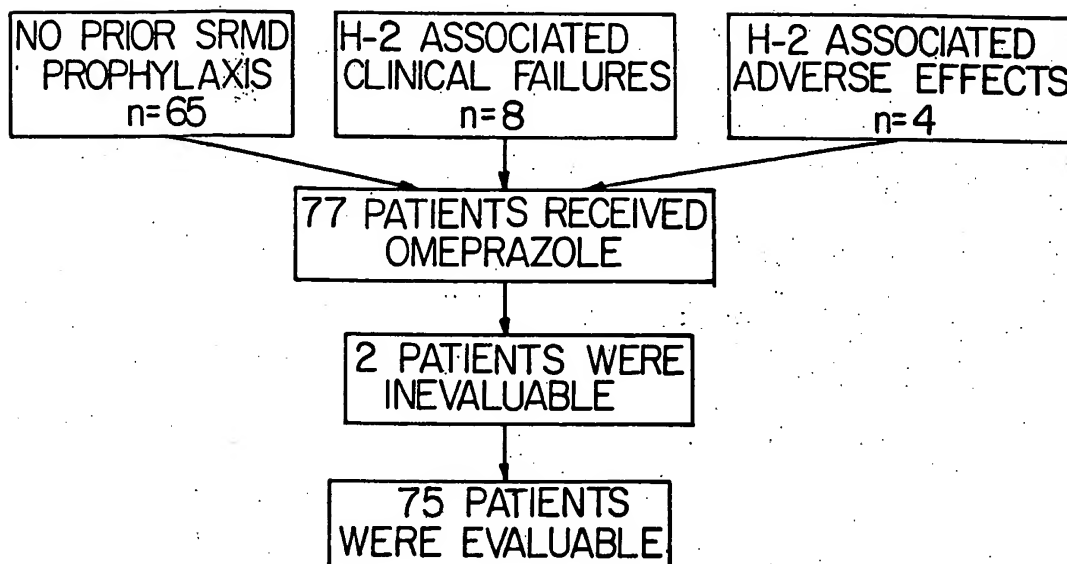 NO PRIOR SRMD
PROPHYLAXIS
n=65
H-2 ASSOCIATED
CLINICAL FAILURES
n=8
H-2 ASSOCIATED
ADVERSE EFFECTS
n=4
77 PATIENTS RECEIVED
OMEPRAZOLE
2 PATIENTS WERE
INEVALUABLE
75 PATIENTS
WERE EVALUABLE